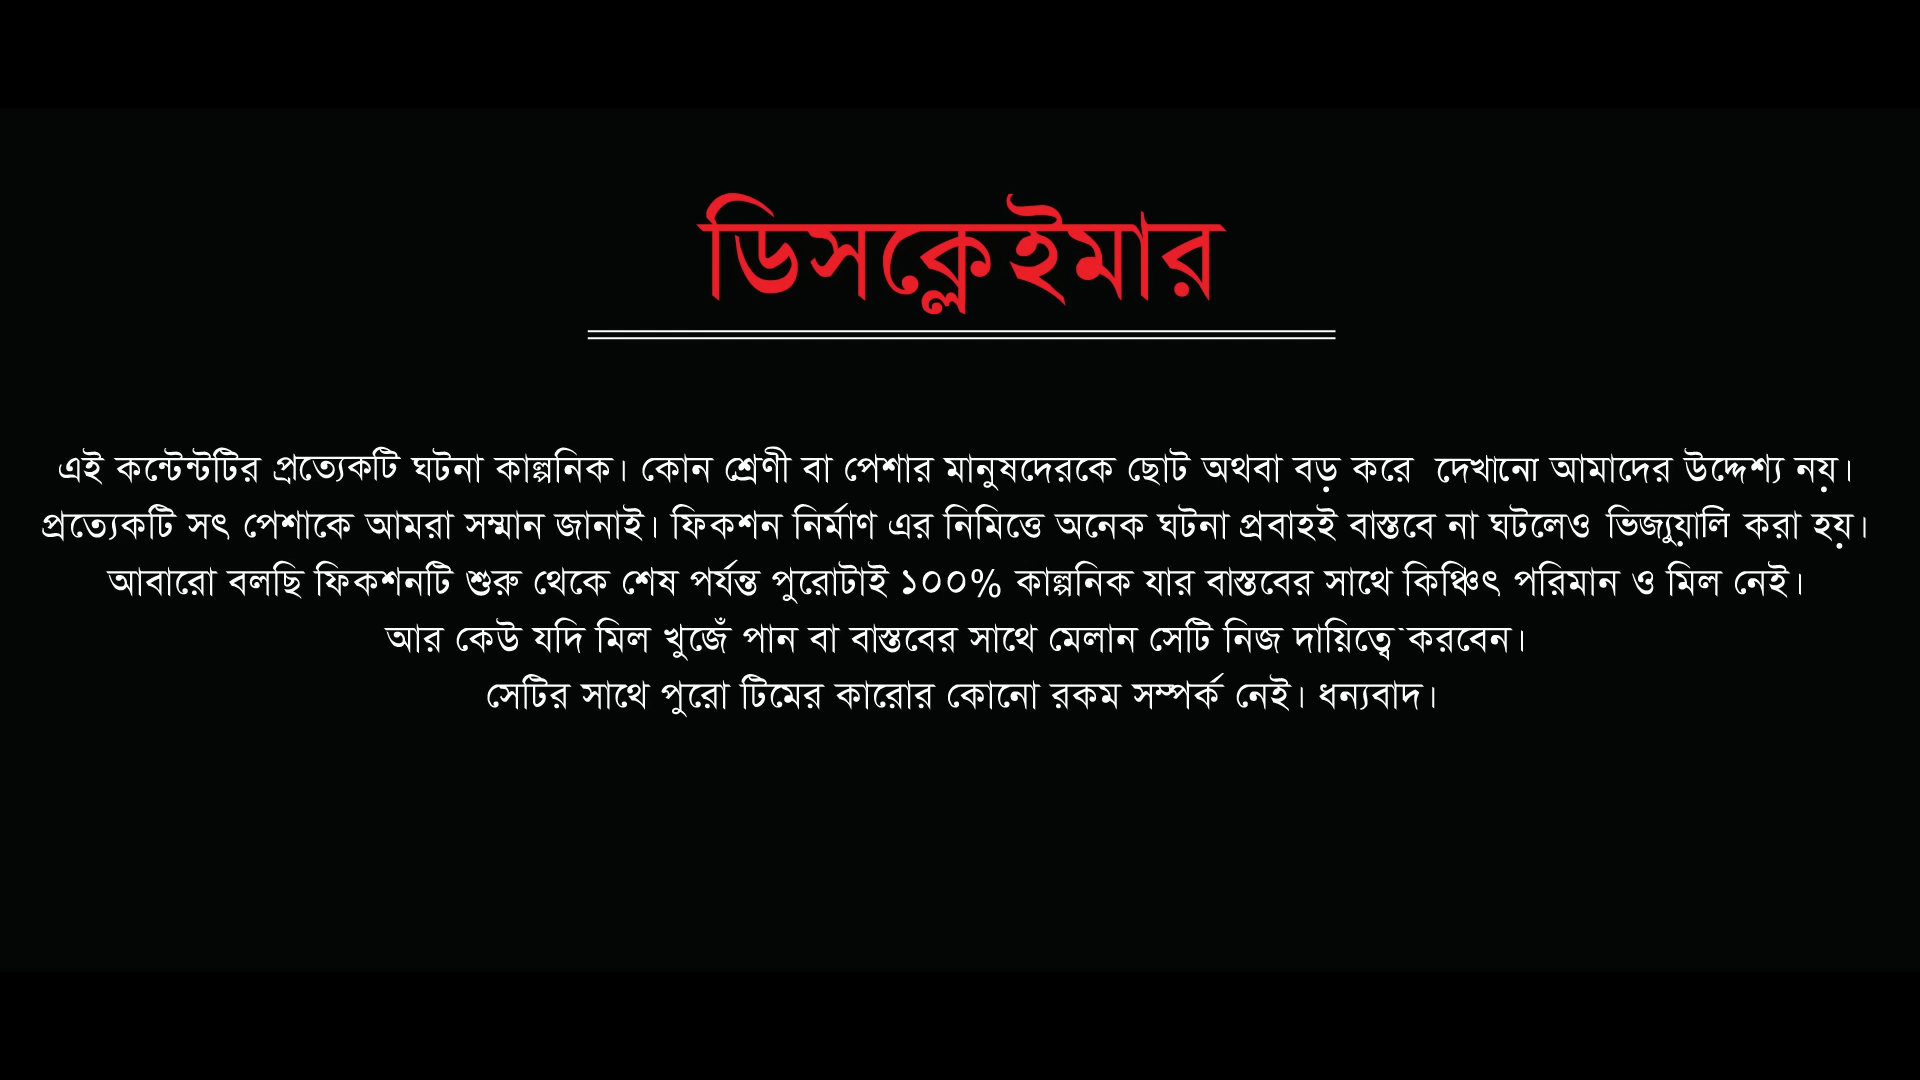 ডিসক্লেইমার
এই কন্টেন্টটির প্রত্যেকটি ঘটনা কাল্পনিক। কোন শ্রেণী বা পেশার মানুষদেরকে ছোট অথবা বড় করে দেখানো আমাদের উদ্দেশ্য নয়।
প্রত্যেকটি সৎ পেশাকে আমরা সম্মান জানাই। ফিকশন নির্মাণ এর নিমিত্তে অনেক ঘটনা প্রবাহই বাস্তবে না ঘটলেও ভিজ্যুয়ালি করা হয়।
আবারো বলছি ফিকশনটি শুরু থেকে শেষ পর্যন্ত পুরোটাই ১০০% কাল্পনিক যার বাস্তবের সাথে কিঞ্চিৎ পরিমান ও মিল নেই।
আর কেউ যদি মিল খুজেঁ পান বা বাস্তবের সাথে মেলান সেটি নিজ দায়িত্বে`করবেন।
সেটির সাথে পুরো টিমের কারোর কোনো রকম সম্পর্ক নেই। ধন্যবাদ।